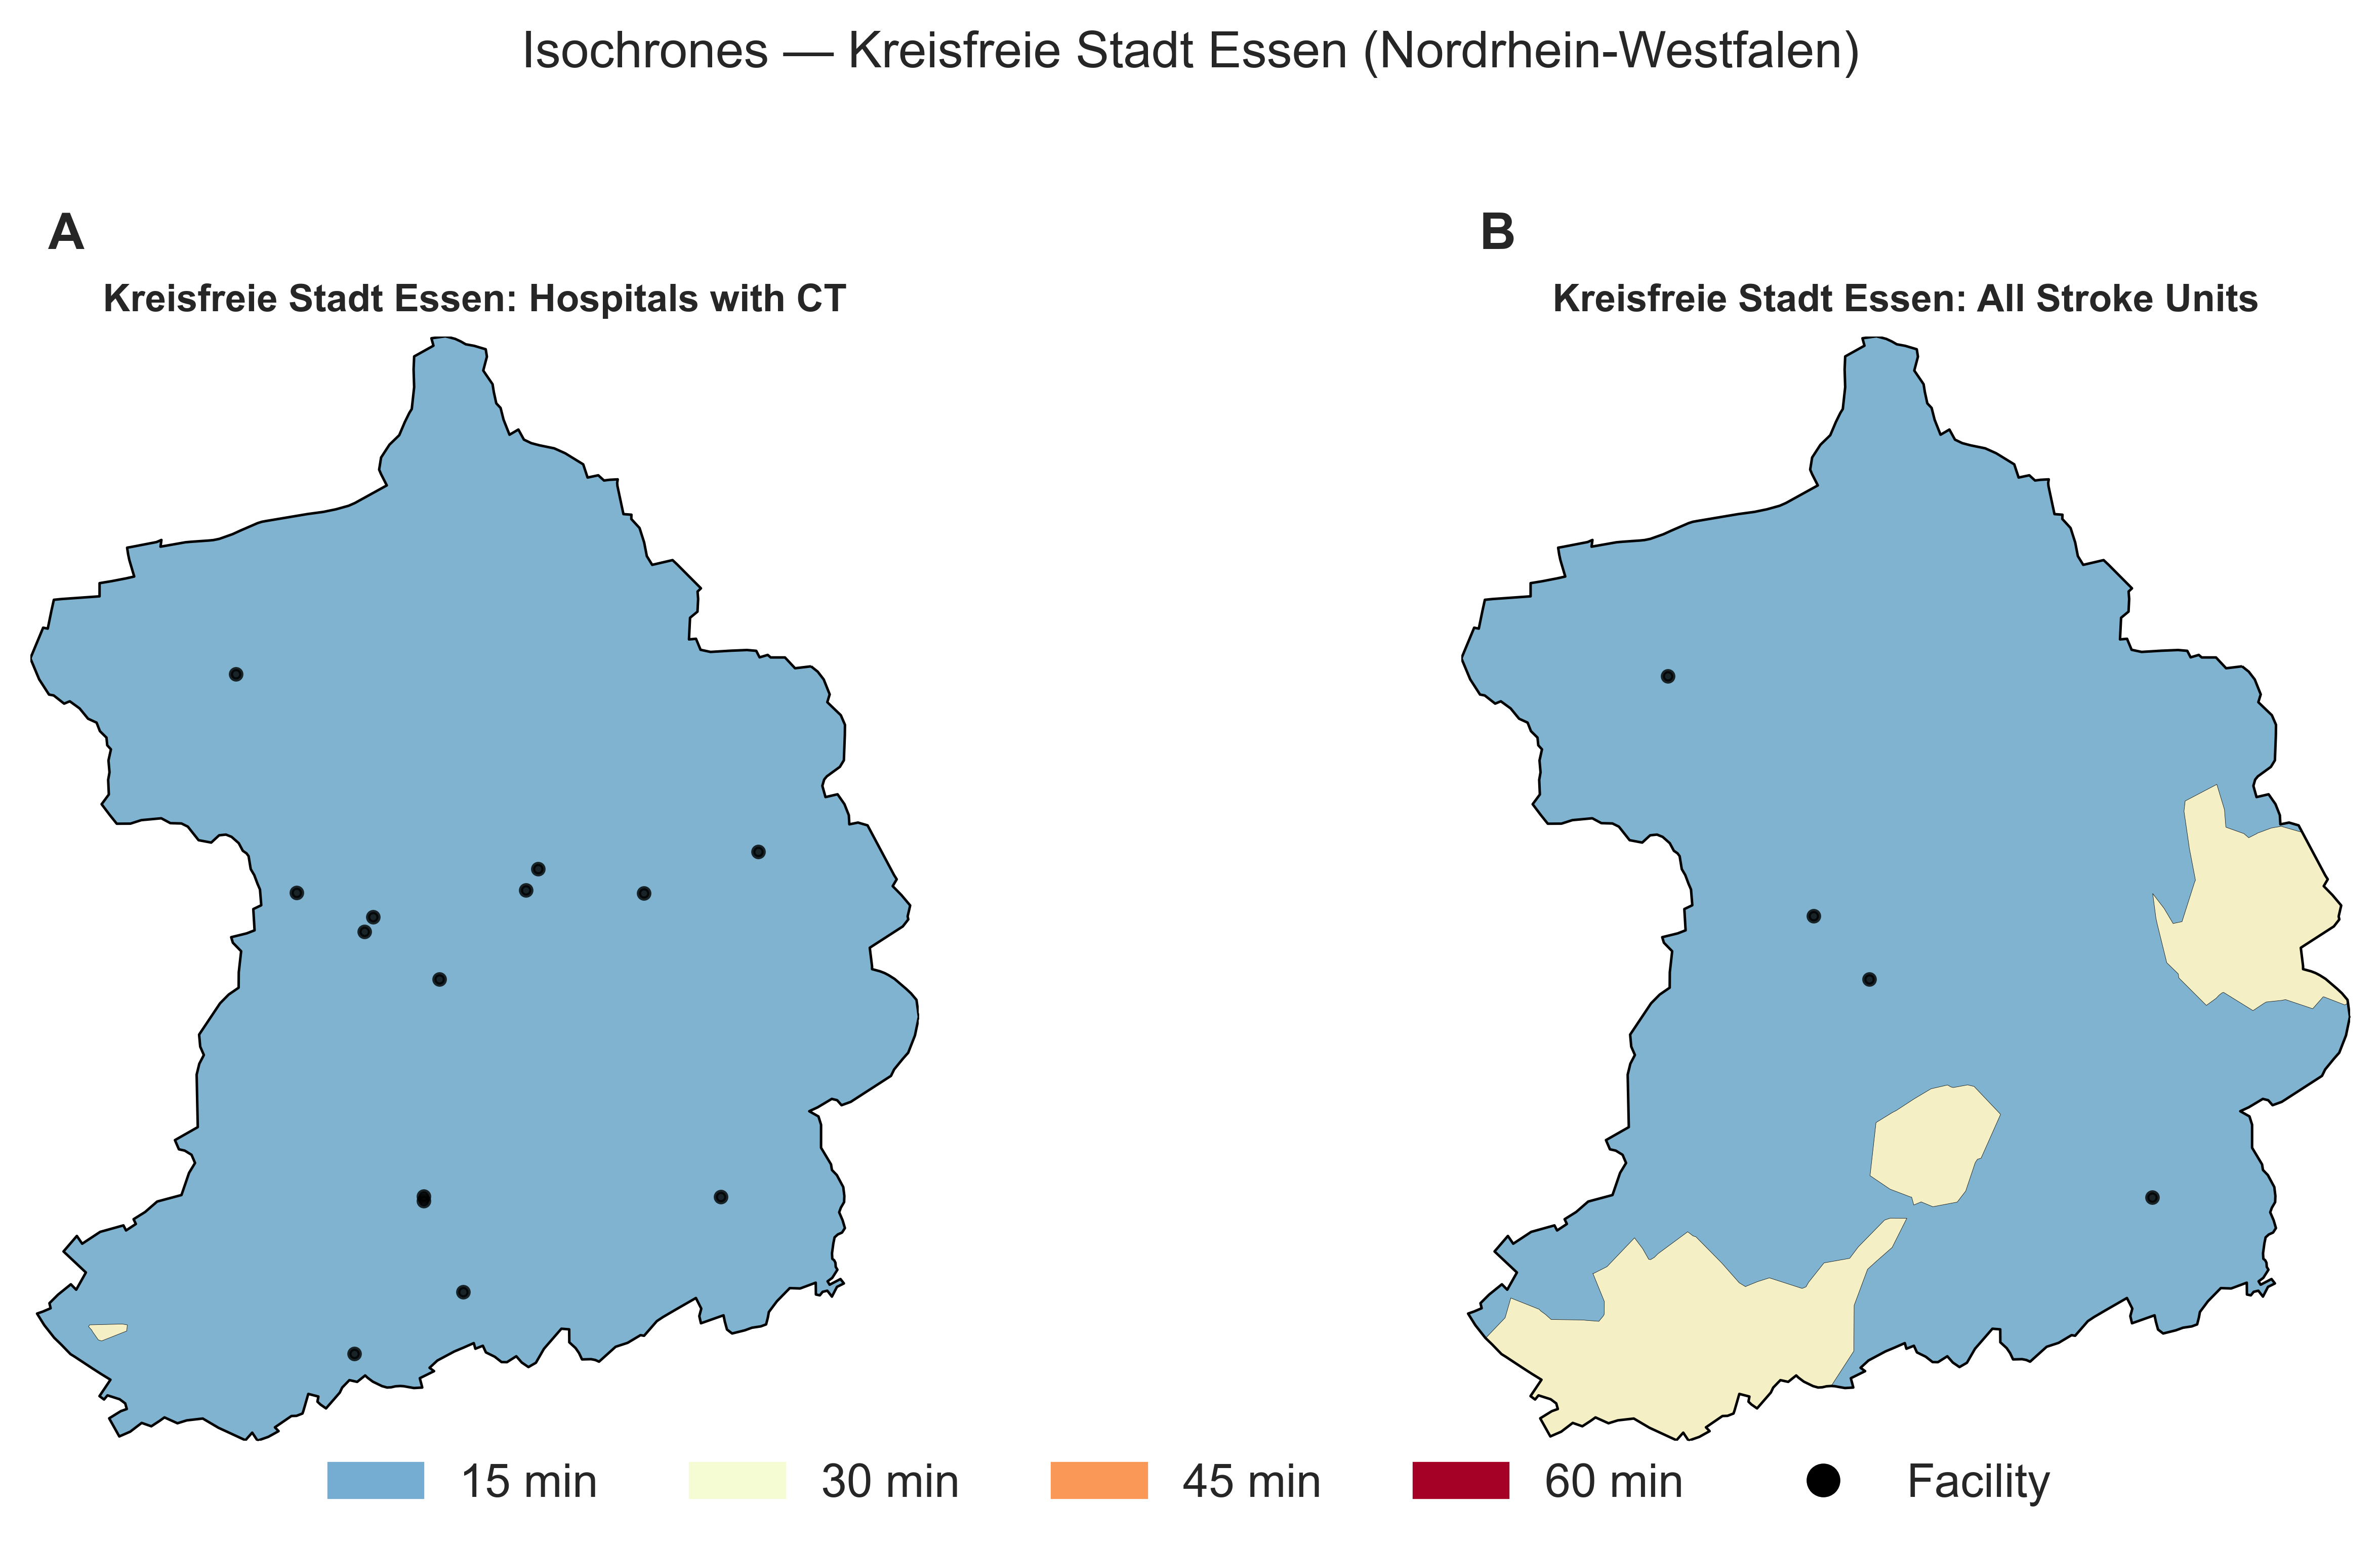 Isochrones — Kreisfreie Stadt Essen (Nordrhein-Westfalen)
A
Kreisfreie Stadt Essen: Hospitals with CT
B
Kreisfreie Stadt Essen: All Stroke Units
15 min
30 min
45 min
60 min
Facility